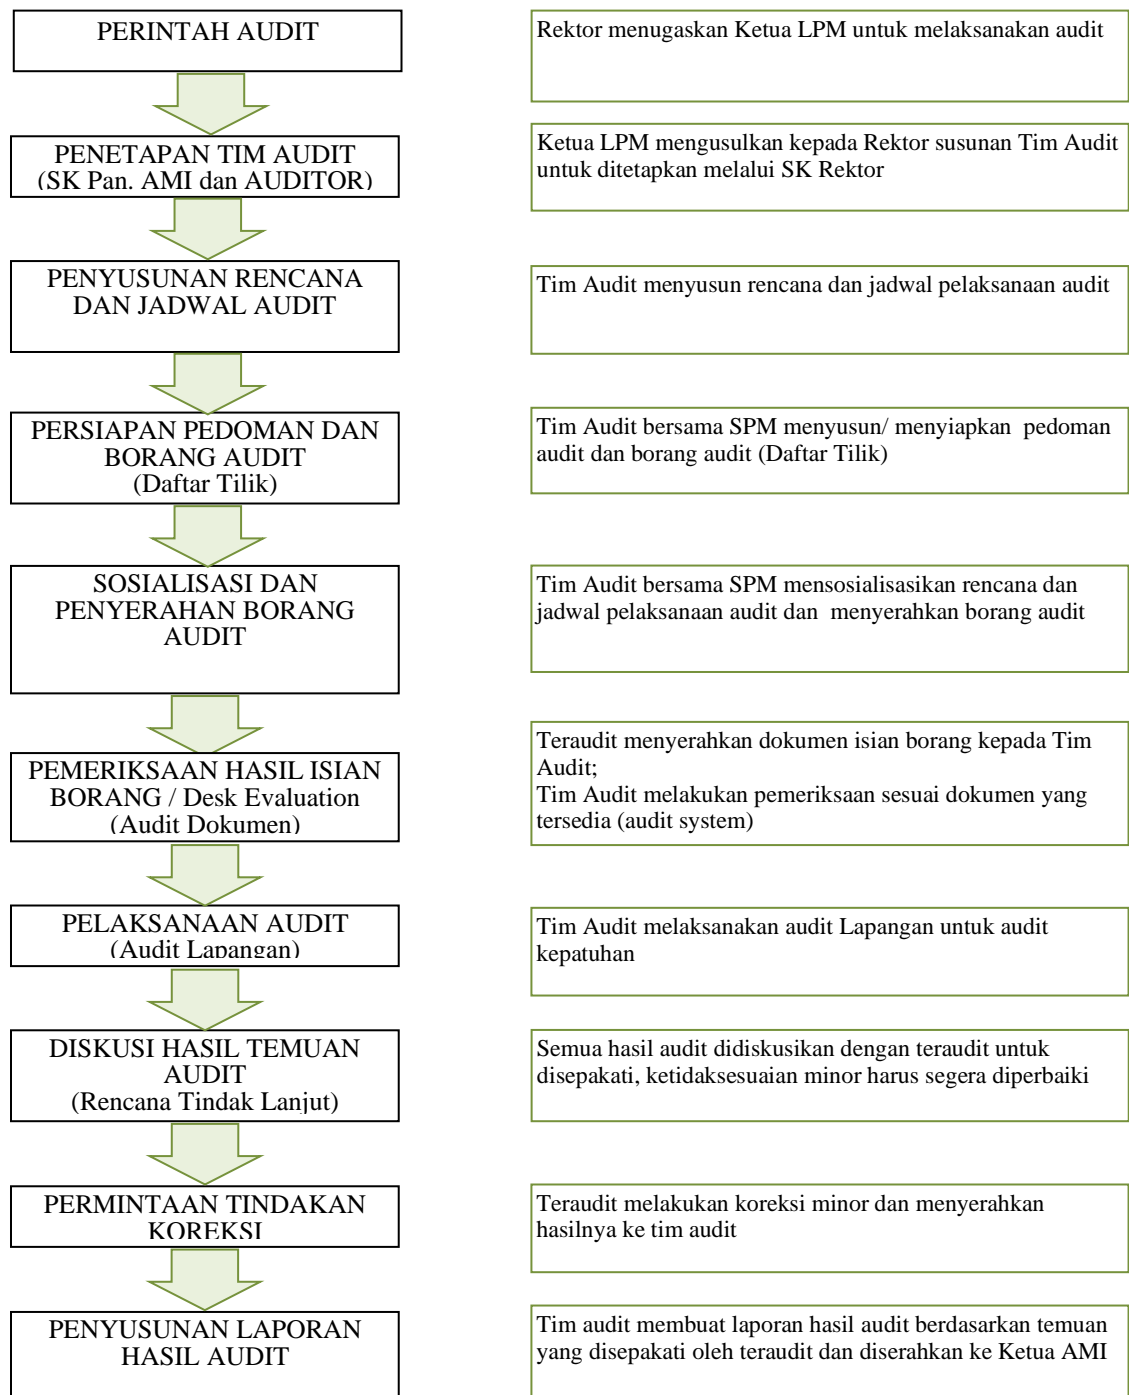 PERINTAH AUDIT
Rektor menugaskan Ketua LPM untuk melaksanakan audit
PENETAPAN TIM AUDIT
(SK Pan. AMI dan AUDITOR)
Ketua LPM mengusulkan kepada Rektor susunan Tim Audit
untuk ditetapkan melalui SK Rektor
PENYUSUNAN RENCANA
DAN JADWAL AUDIT
Tim Audit menyusun rencana dan jadwal pelaksanaan audit
PERSIAPAN PEDOMAN DAN
BORANG AUDIT
(Daftar Tilik)
Tim Audit bersama SPM menyusun/ menyiapkan  pedoman
audit dan borang audit (Daftar Tilik)
SOSIALISASI DAN
PENYERAHAN BORANG
AUDIT
Tim Audit bersama SPM mensosialisasikan rencana dan
jadwal pelaksanaan audit dan  menyerahkan borang audit
PEMERIKSAAN HASIL ISIAN
BORANG / Desk Evaluation
(Audit Dokumen)
Teraudit menyerahkan dokumen isian borang kepada Tim
Audit;
Tim Audit melakukan pemeriksaan sesuai dokumen yang
tersedia (audit system)
PELAKSANAAN AUDIT
(Audit Lapangan)
Tim Audit melaksanakan audit Lapangan untuk audit
kepatuhan
DISKUSI HASIL TEMUAN
AUDIT
(Rencana Tindak Lanjut)
Semua hasil audit didiskusikan dengan teraudit untuk
disepakati, ketidaksesuaian minor harus segera diperbaiki
PERMINTAAN TINDAKAN
KOREKSI
Teraudit melakukan koreksi minor dan menyerahkan
hasilnya ke tim audit
PENYUSUNAN LAPORAN
HASIL AUDIT
Tim audit membuat laporan hasil audit berdasarkan temuan
yang disepakati oleh teraudit dan diserahkan ke Ketua AMI